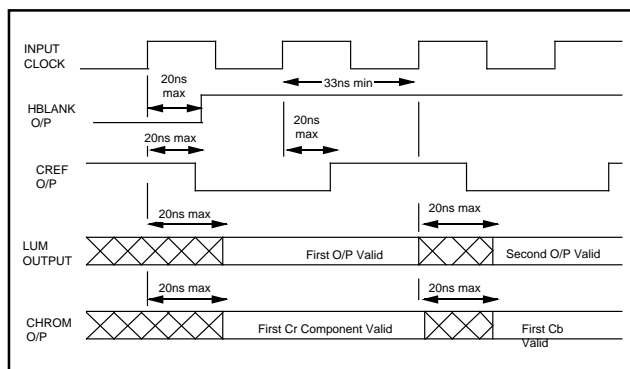 INPUT
CLOCK
20ns
max
33ns min
HBLANK
O/P
20ns max
20ns
max
CREF
O/P
20ns max
20ns max
LUM
OUTPUT
First O/P Valid
Second O/P Valid
20ns max
20ns max
CHROM
O/P
First Cr Component Valid
First Cb
Valid